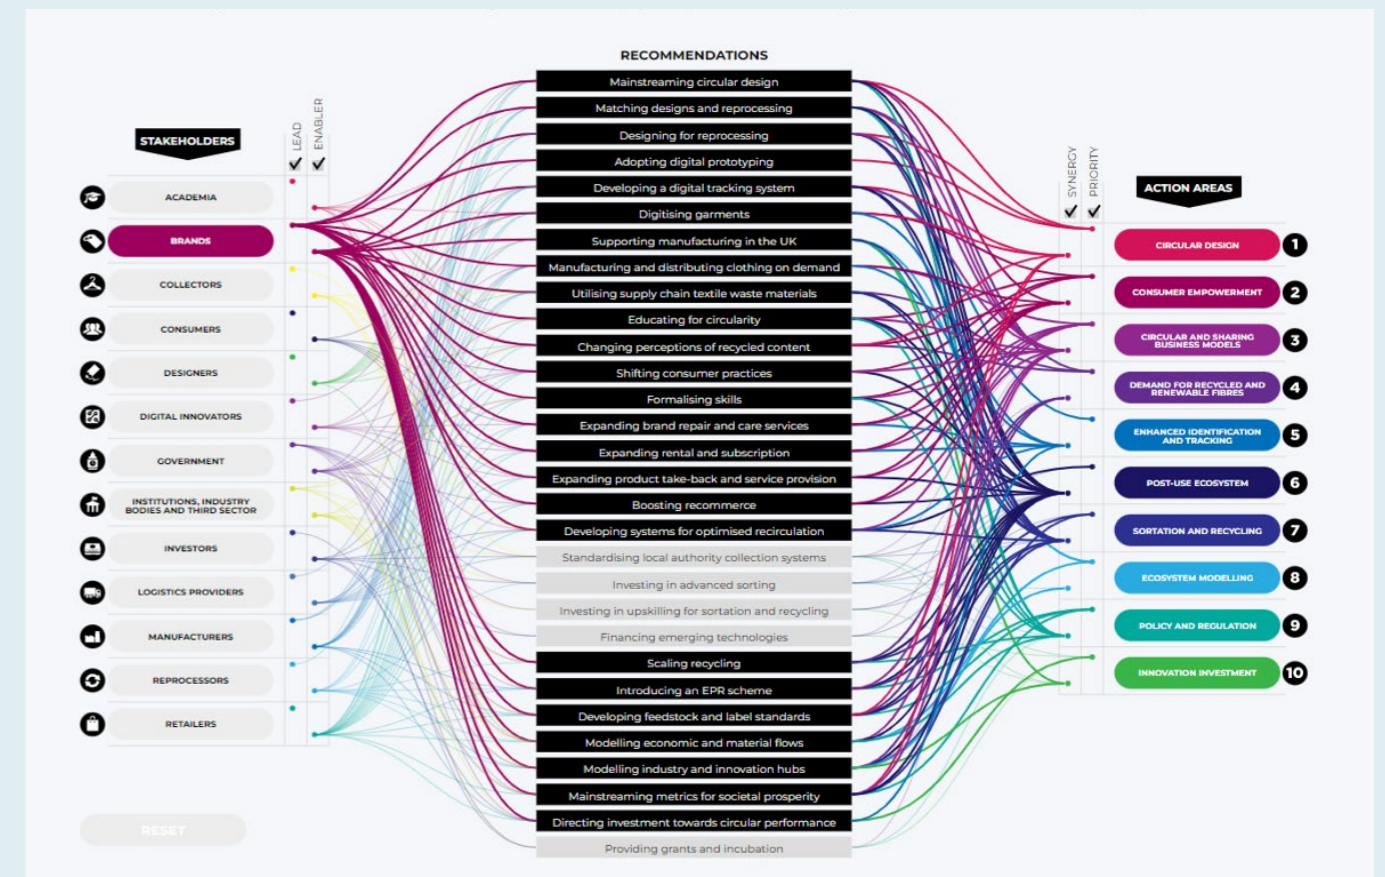 RECOMMENDATIONS
Mainstreaming circular design
Matching designs and reprocessing
Designing for reprocessing
Adopting digital prototyping
Developing a digital tracking system
Digitising garments
Supporting manufacturing in the UK
Manufacturing and distributing clothing on demand
Utilising supply chain textile waste materials
Educating for circularity
Changing perceptions of recycled content
Shifting consumer practices
Formalising skills
Expanding brand repair and care services
Expanding rental and subscription
Expanding product take-back and service provision
Boosting recommerce
Developing systems for optimised recirculation
Standardising local authority collection systems
Investing in advanced sorting
Investing in upskilling for sortation and recycling
Financing emerging technologies
Scaling recycling
Introducing an EPR scheme
Developing feedstock and label standards
Modelling economic and material flows
Modelling industry and innovation hubs
Mainstreaming metrics for societal prosperity
Directing investment towards circular performance
Providing grants and incubation
STAKEHOLDERS
LEAD
ENABLER
ACADEMIA
BRANDS
COLLECTORS
CONSUMERS
DESIGNERS
DIGITAL INNOVATORS
GOVERNMENT
INSTITUTIONS, INDUSTRY
BODIES AND THIRD SECTOR
INVESTORS
LOGISTICS PROVIDERS
MANUFACTURERS
REPROCESSORS
RETAILERS
RESET
SYNERGY
PRIORITY
ACTION AREAS
CIRCULAR DESIGN 1
CONSUMER EMPOWERMENT 2
CIRCULAR AND SHARING
BUSINESS MODELS 3
DEMAND FOR RECYCLED AND
RENEWABLE FIBRES 4
ENHANCED IDENTIFICATION
AND TRACKING 5
POST-USE ECOSYSTEM 6
SORTATION AND RECYCLING 7
ECOSYSTEM MODELLING 8
POLICY AND REGULATION 9
INNOVATION INVESTMENT 10